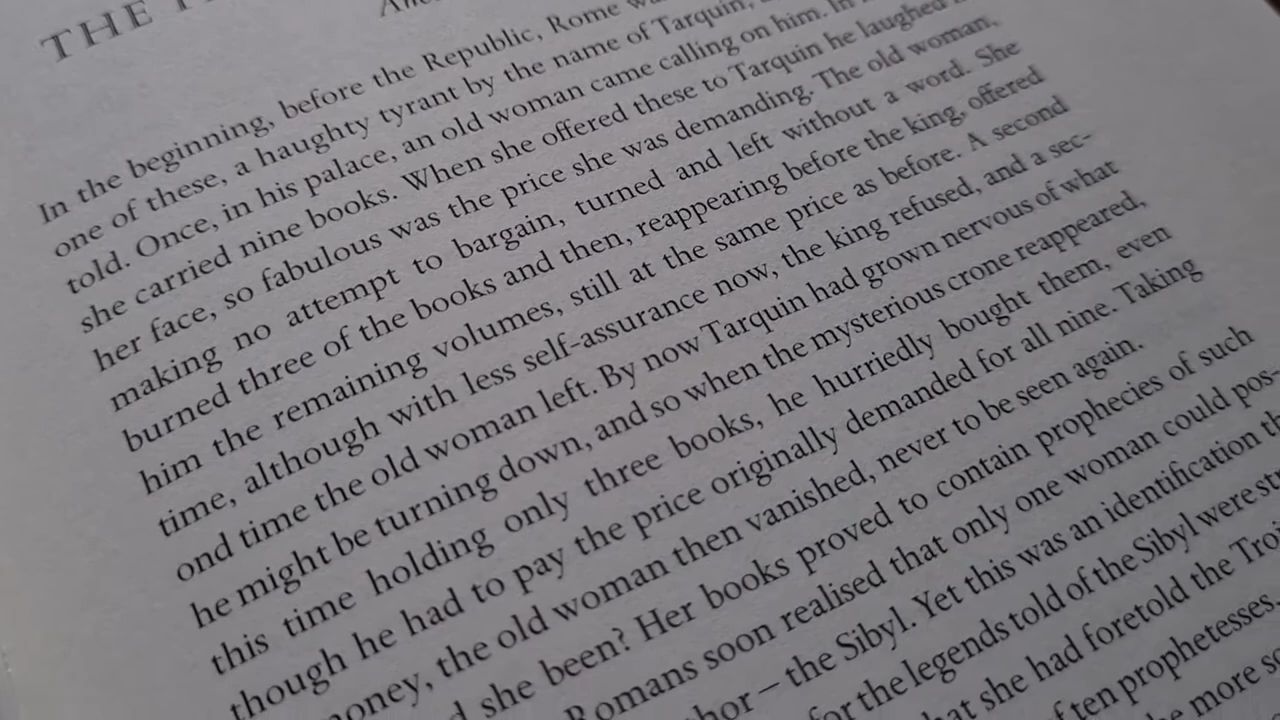 THE
In the beginning, before the Republic, Rome
one of these, a haughty tyrant by the name of Tarquin,
told. Once, in his palace, an old woman came calling on him. In
she carried nine books. When she offered these to Tarquin he laughed
her face, so fabulous was the price she was demanding. The old woman,
making no attempt to bargain, turned and left without a word. She
burned three of the books and then, reappearing before the king, offered
him the remaining volumes, still at the same price as before. A second
time, although with less self-assurance now, the king refused, and a sec-
ond time the old woman left. By now Tarquin had grown nervous of what
he might be turning down, and so when the mysterious crone reappeared,
this time holding only three books, he hurriedly bought them, even
though he had to pay the price originally demanded for all nine. Taking
money, the old woman then vanished, never to be seen again.
she been? Her books proved to contain prophecies of such
Romans soon realised that only one woman could pos-
– the Sibyl. Yet this was an identification
for the legends told of the Sibyl were
she had foretold the
ten prophetesses.
more